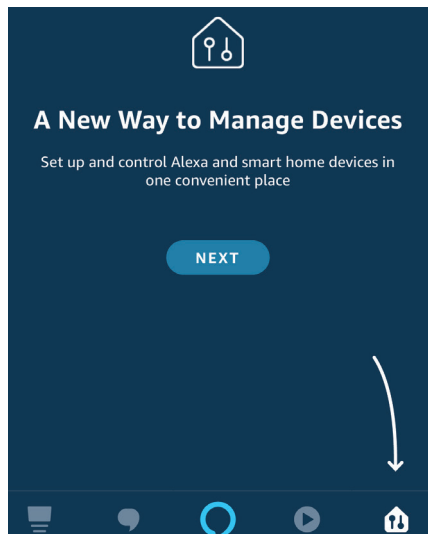 A New Way to Manage Devices
Set up and control Alexa and smart home devices in
one convenient place
NEXT